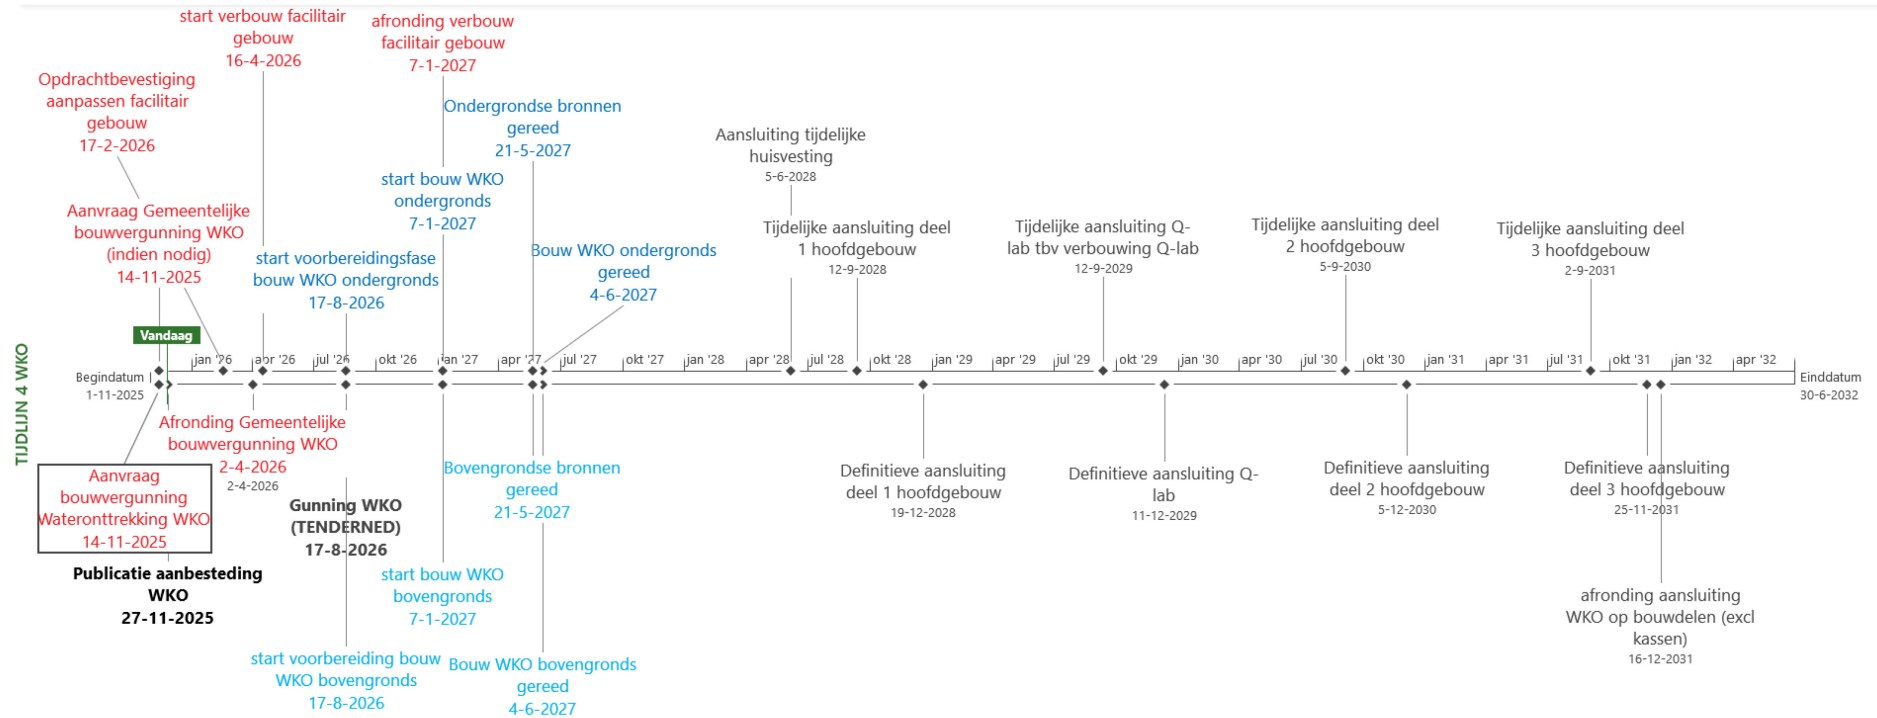 start verbouw facilitair
gebouw
16-4-2026
afronding verbouw
facilitair gebouw
7-1-2027
Opdrachtbevestiging
aanpassen facilitair
gebouw
17-2-2026
Ondergrondse bronnen
gereed
21-5-2027
Aansluiting tijdelijke
huisvesting
5-6-2028
start bouw WKO
ondergronds
7-1-2027
Aanvraag Gemeentelijke
bouwvergunning WKO
(indien nodig)
14-11-2025
start voorbereidingsfase
bouw WKO ondergronds
17-8-2026
Bouw WKO ondergronds
gereed
4-6-2027
Tijdelijke aansluiting deel
1 hoofdgebouw
12-9-2028
Tijdelijke aansluiting Q-
lab tbv verbouwing Q-lab
12-9-2029
Tijdelijke aansluiting deel
2 hoofdgebouw
5-9-2030
Tijdelijke aansluiting deel
3 hoofdgebouw
2-9-2031
Vandaag
TIJDLIJN 4 WKO
Begindatum
1-11-2025
jul jan '26 apr '26 jul '26 okt '26 jan '27 apr '27 jul '27 okt '27 jan '28 apr '28 jul '28 okt '28 jan '29 apr '29 jul '29 okt '29 jan '30 apr '30 jul '30 okt '30 jan '31 apr '31 jul '31 okt '31 jan '32 apr '32
Einddatum
30-6-2032
Afronding Gemeentelijke
bouwvergunning WKO
2-4-2026
2-4-2026
Aanvraag
bouwvergunning
Wateronttrekking WKO
14-11-2025
Publicatie aanbesteding
WKO
27-11-2025
Gunning WKO
(TENDERNED)
17-8-2026
Bovengrondse bronnen
gereed
21-5-2027
start bouw WKO
bovengronds
7-1-2027
start voorbereiding bouw
WKO bovengronds
17-8-2026
Bouw WKO bovengronds
gereed
4-6-2027
Definitieve aansluiting
deel 1 hoofdgebouw
19-12-2028
Definitieve aansluiting Q-
lab
11-12-2029
Definitieve aansluiting
deel 2 hoofdgebouw
5-12-2030
Definitieve aansluiting
deel 3 hoofdgebouw
25-11-2031
afronding aansluiting
WKO op bouwdelen (excl
kassen)
16-12-2031